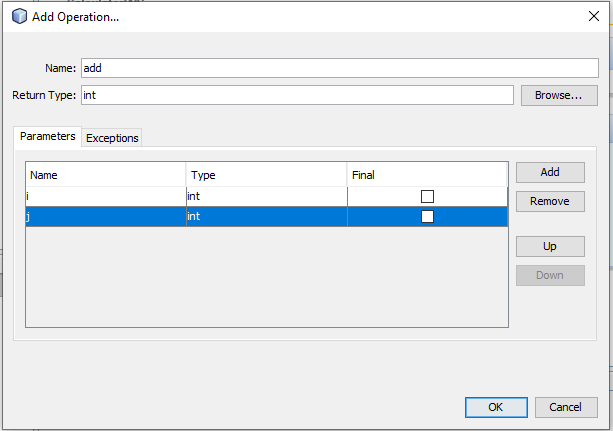 Add Operation...
Name: add
Return Type: int Browse...
Parameters Exceptions
Name Type Final Add
i int Remove
j int
Up
Down
OK Cancel